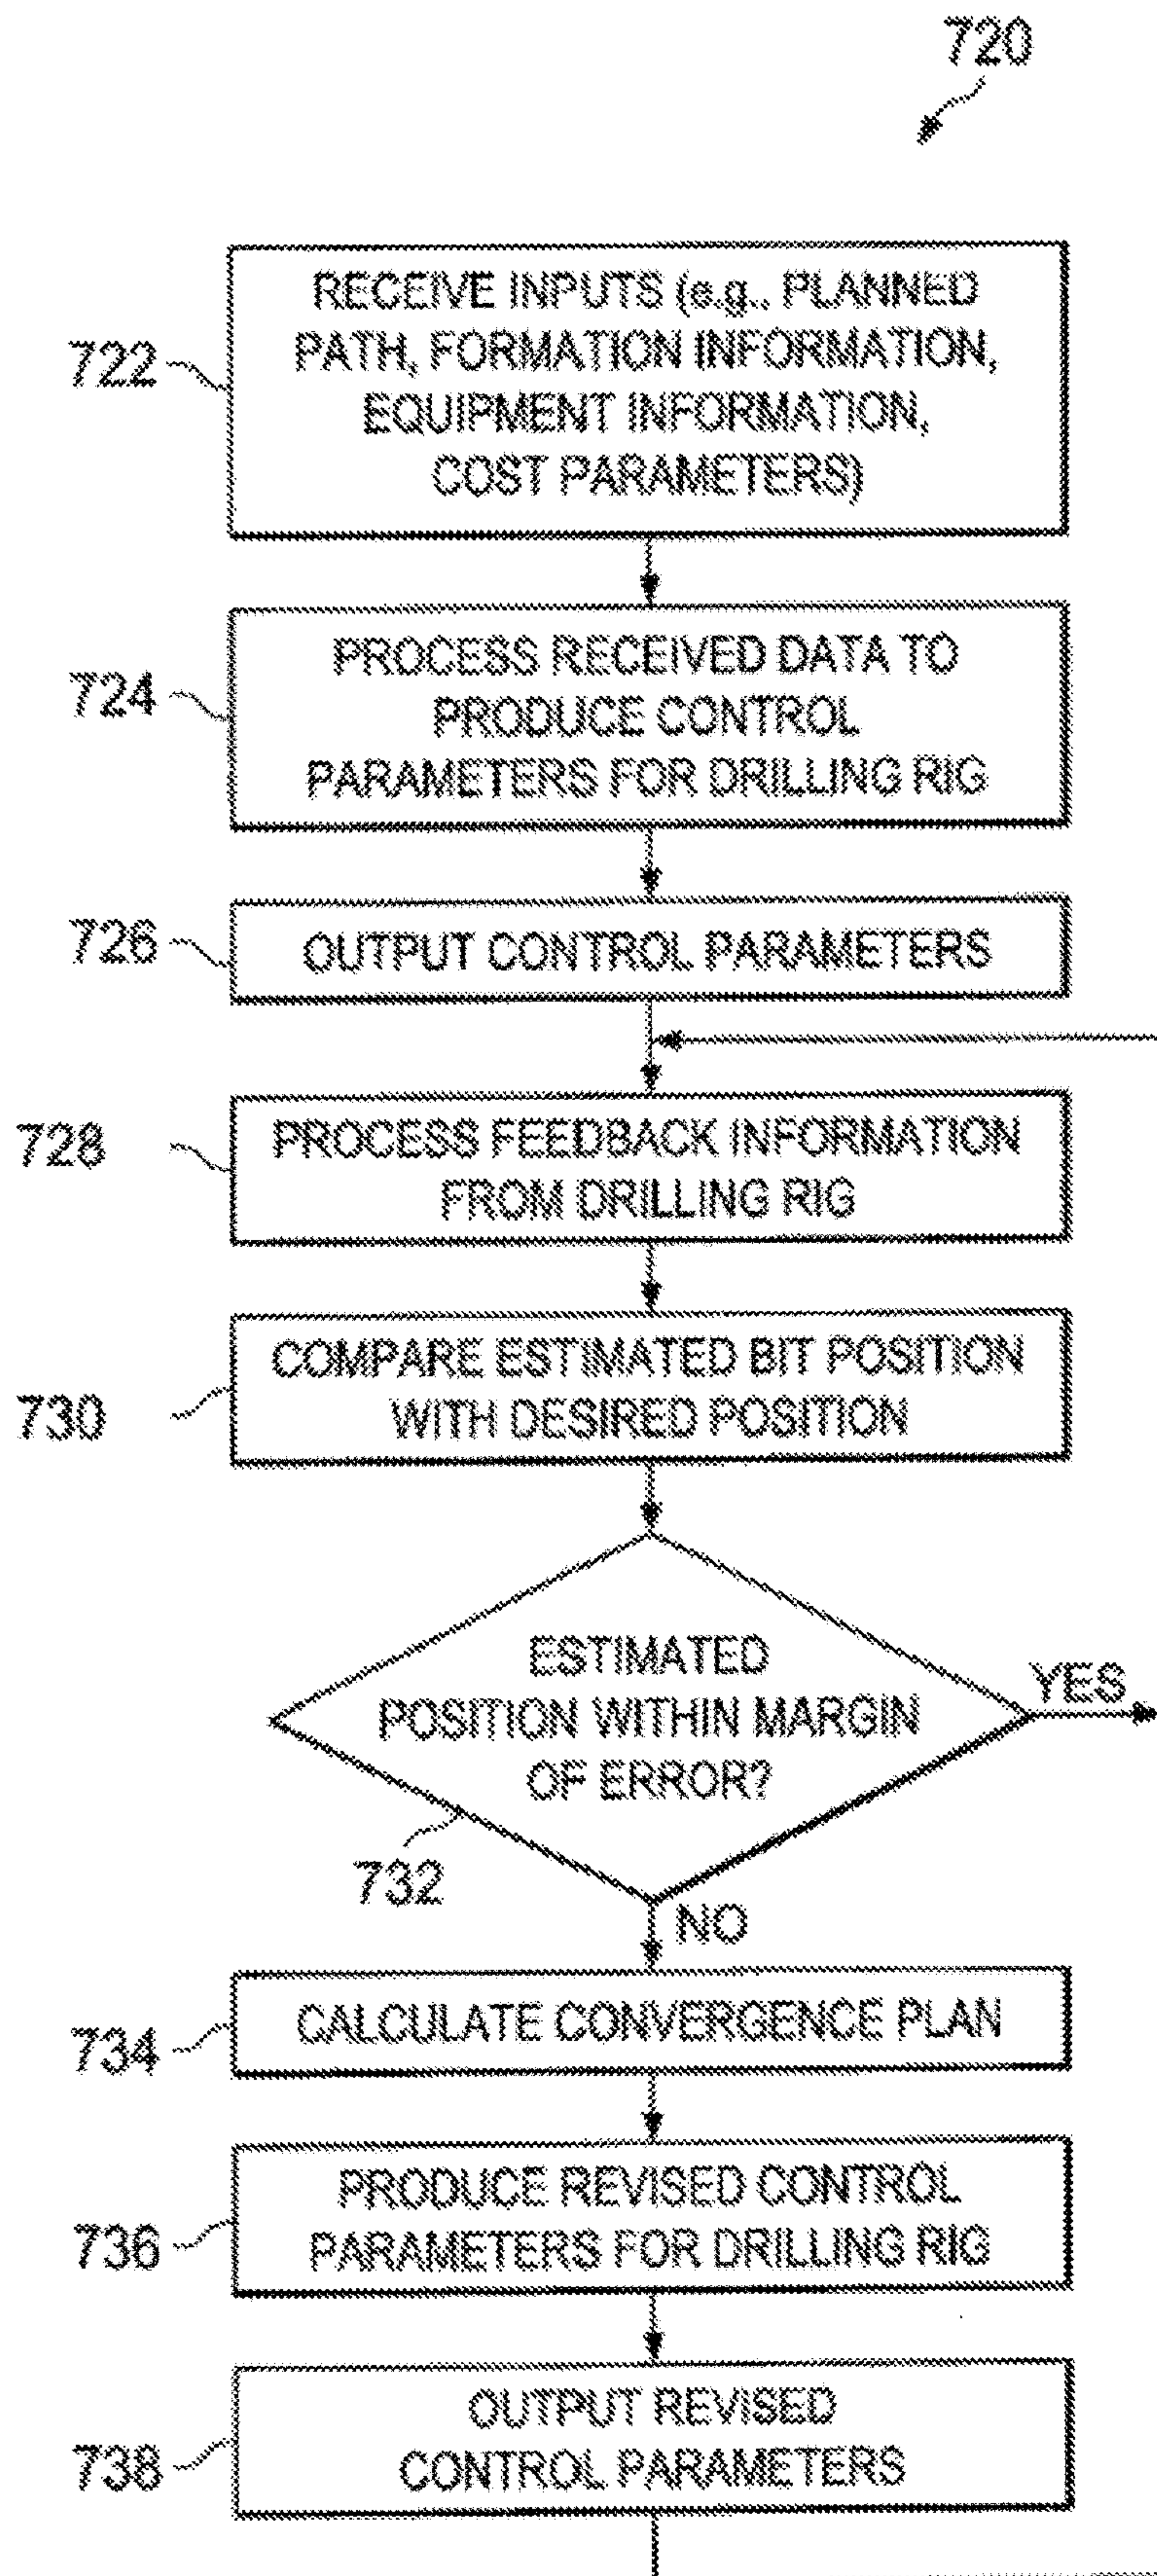 720
722
RECEIVE INPUTS (e.g., PLANNED
PATH, FORMATION INFORMATION,
EQUIPMENT INFORMATION,
COST PARAMETERS)
724
PROCESS RECEIVED DATA TO
PRODUCE CONTROL
PARAMETERS FOR DRILLING RIG
726
OUTPUT CONTROL PARAMETERS
728
PROCESS FEEDBACK INFORMATION
FROM DRILLING RIG
730
COMPARE ESTIMATED BIT POSITION
WITH DESIRED POSITION
ESTIMATED
POSITION WITHIN MARGIN
OF ERROR?
YES
732
NO
734
CALCULATE CONVERGENCE PLAN
736
PRODUCE REVISED CONTROL
PARAMETERS FOR DRILLING RIG
738
OUTPUT REVISED
CONTROL PARAMETERS